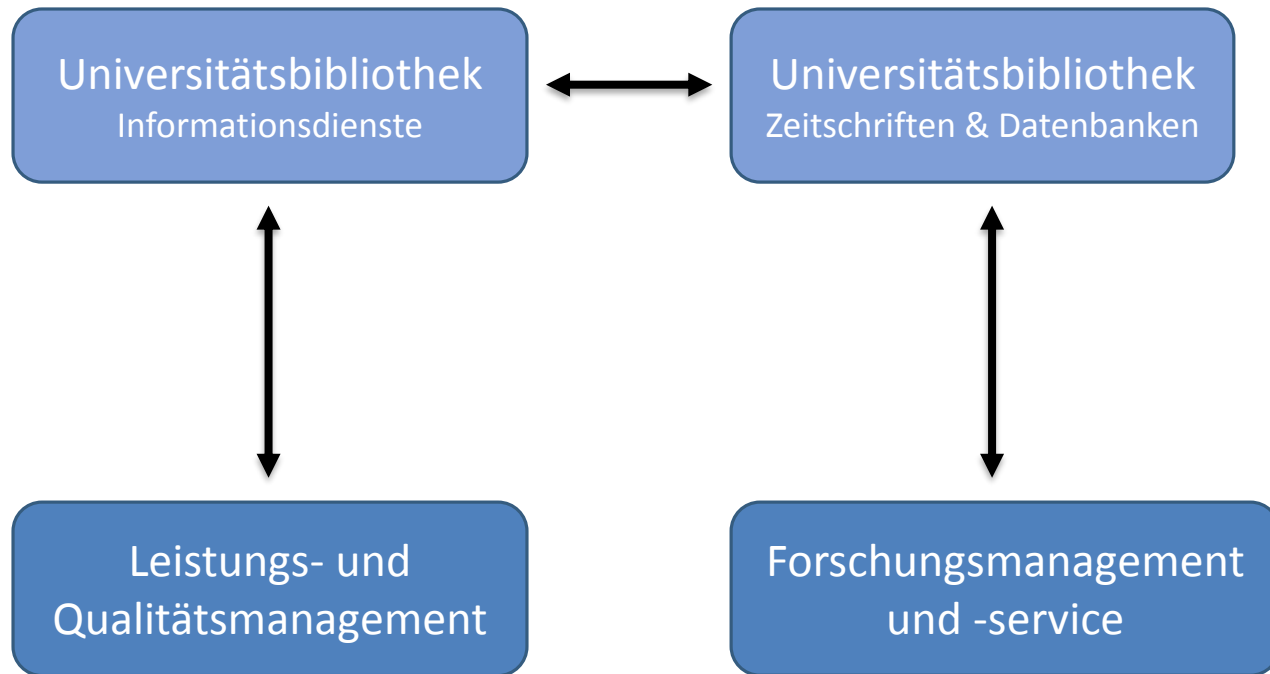 Universitätsbibliothek
Informationsdienste
Universitätsbibliothek
Zeitschriften & Datenbanken
Leistungs- und
Qualitätsmanagement
Forschungsmanagement
und -service